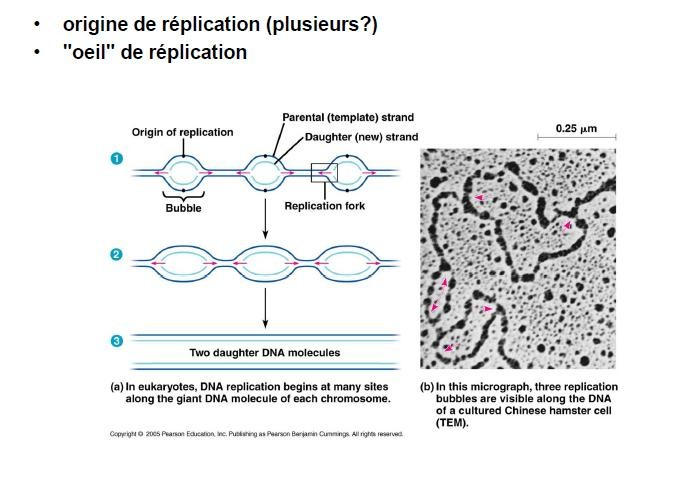 • origine de réplication (plusieurs?)
• "oeil" de réplication
Parental (template) strand
Origin of replication
Daughter (new) strand
0.25 µm
1
Bubble
Replication fork
2
3
Two daughter DNA molecules
(a) In eukaryotes, DNA replication begins at many sites
along the giant DNA molecule of each chromosome.
(b) In this micrograph, three replication
bubbles are visible along the DNA
of a cultured Chinese hamster cell
(TEM).
Copyright © 2005 Pearson Education, Inc. Publishing as Pearson Benjamin Cummings. All rights reserved.